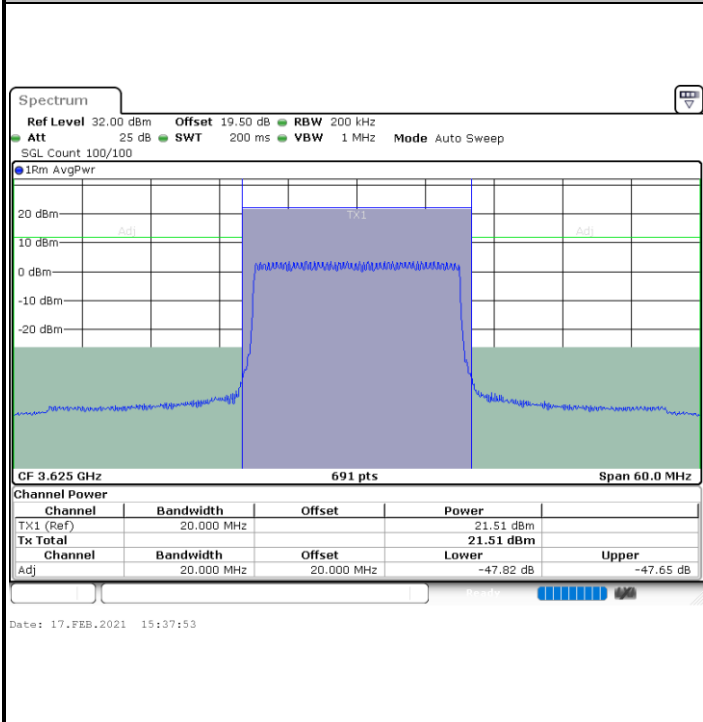 Spectrum
Ref Level 32.00 dBm Offset 19.50 dB RBW 200 kHz
Att 25 dB SWT 200 ms VBW 1 MHz Mode Auto Sweep
SGL Count 100/100
1Rm AvgPwr
20 dBm
TX1
Adj
Adj
10 dBm
0 dBm
-10 dBm
-20 dBm
CF 3.625 GHz 691 pts Span 60.0 MHz
Channel Power
Channel Bandwidth Offset Power
TX1 (Ref) 20.000 MHz 21.51 dBm
Tx Total 21.51 dBm
Channel Bandwidth Offset Lower Upper
Adj 20.000 MHz 20.000 MHz -47.82 dB -47.65 dB
Ready
Date: 17.FEB.2021 15:37:53